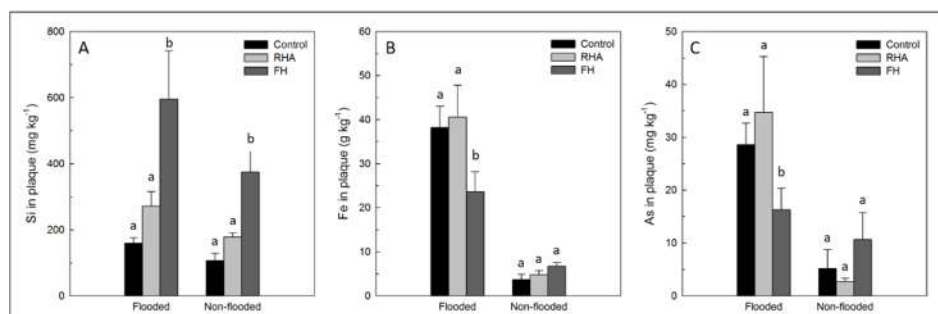 A
Control
RHA
FH
Si in plaque (mg kg⁻¹)
800
600
400
200
0
a
a
b
a
a
b
Flooded
Non-flooded
B
Control
RHA
FH
Fe in plaque (g kg⁻¹)
60
50
40
30
20
10
0
a
a
b
a
a
a
Flooded
Non-flooded
C
Control
RHA
FH
As in plaque (mg kg⁻¹)
50
40
30
20
10
0
a
a
b
a
a
a
Flooded
Non-flooded